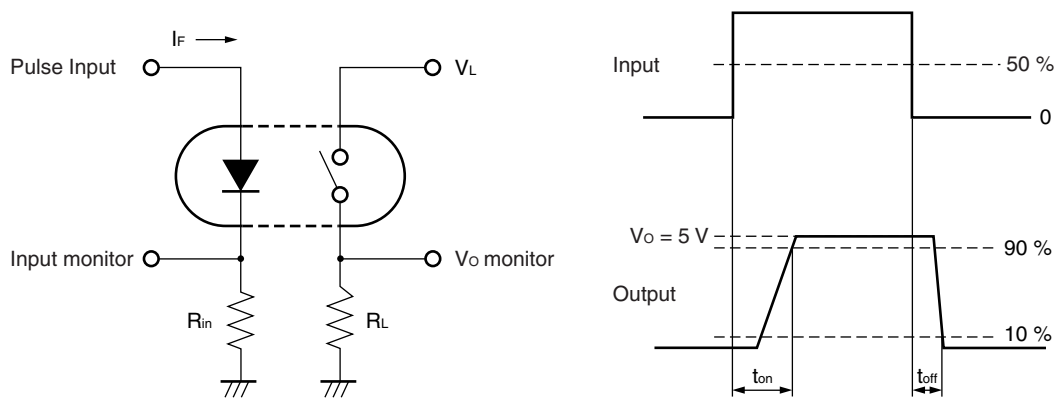 IF
Pulse Input
VL
Input monitor
VO monitor
Rin
RL
Input
50 %
0
VO = 5 V
90 %
Output
10 %
ton
toff